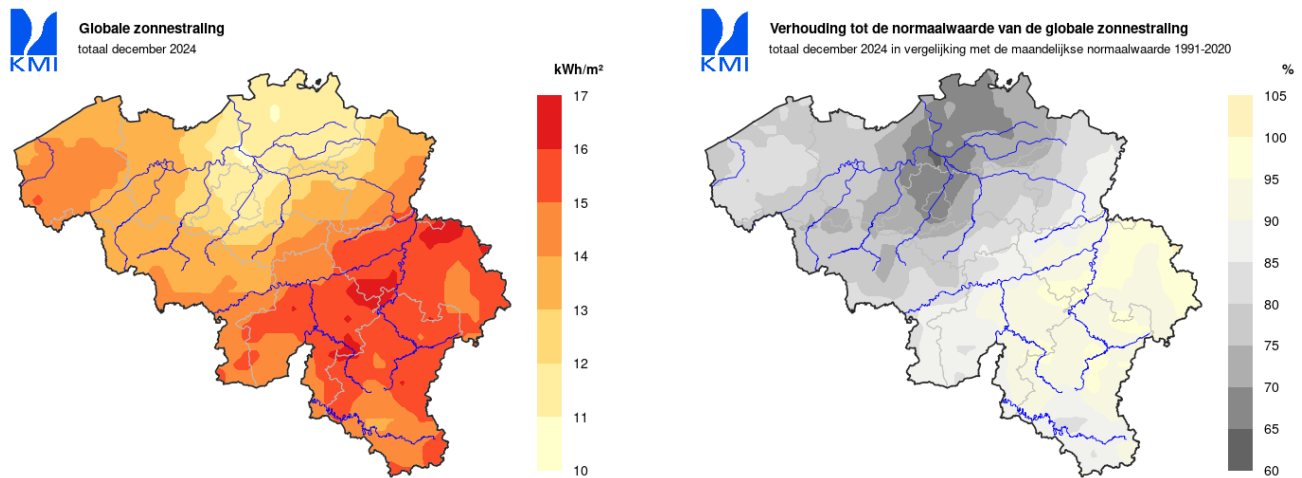 KMI
Globale zonnestraling
totaal december 2024
kWh/m²
17
16
15
14
13
12
11
10
KMI
Verhouding tot de normaalwaarde van de globale zonnestraling
totaal december 2024 in vergelijking met de maandelijkse normaalwaarde 1991-2020
%
105
100
95
90
85
80
75
70
65
60